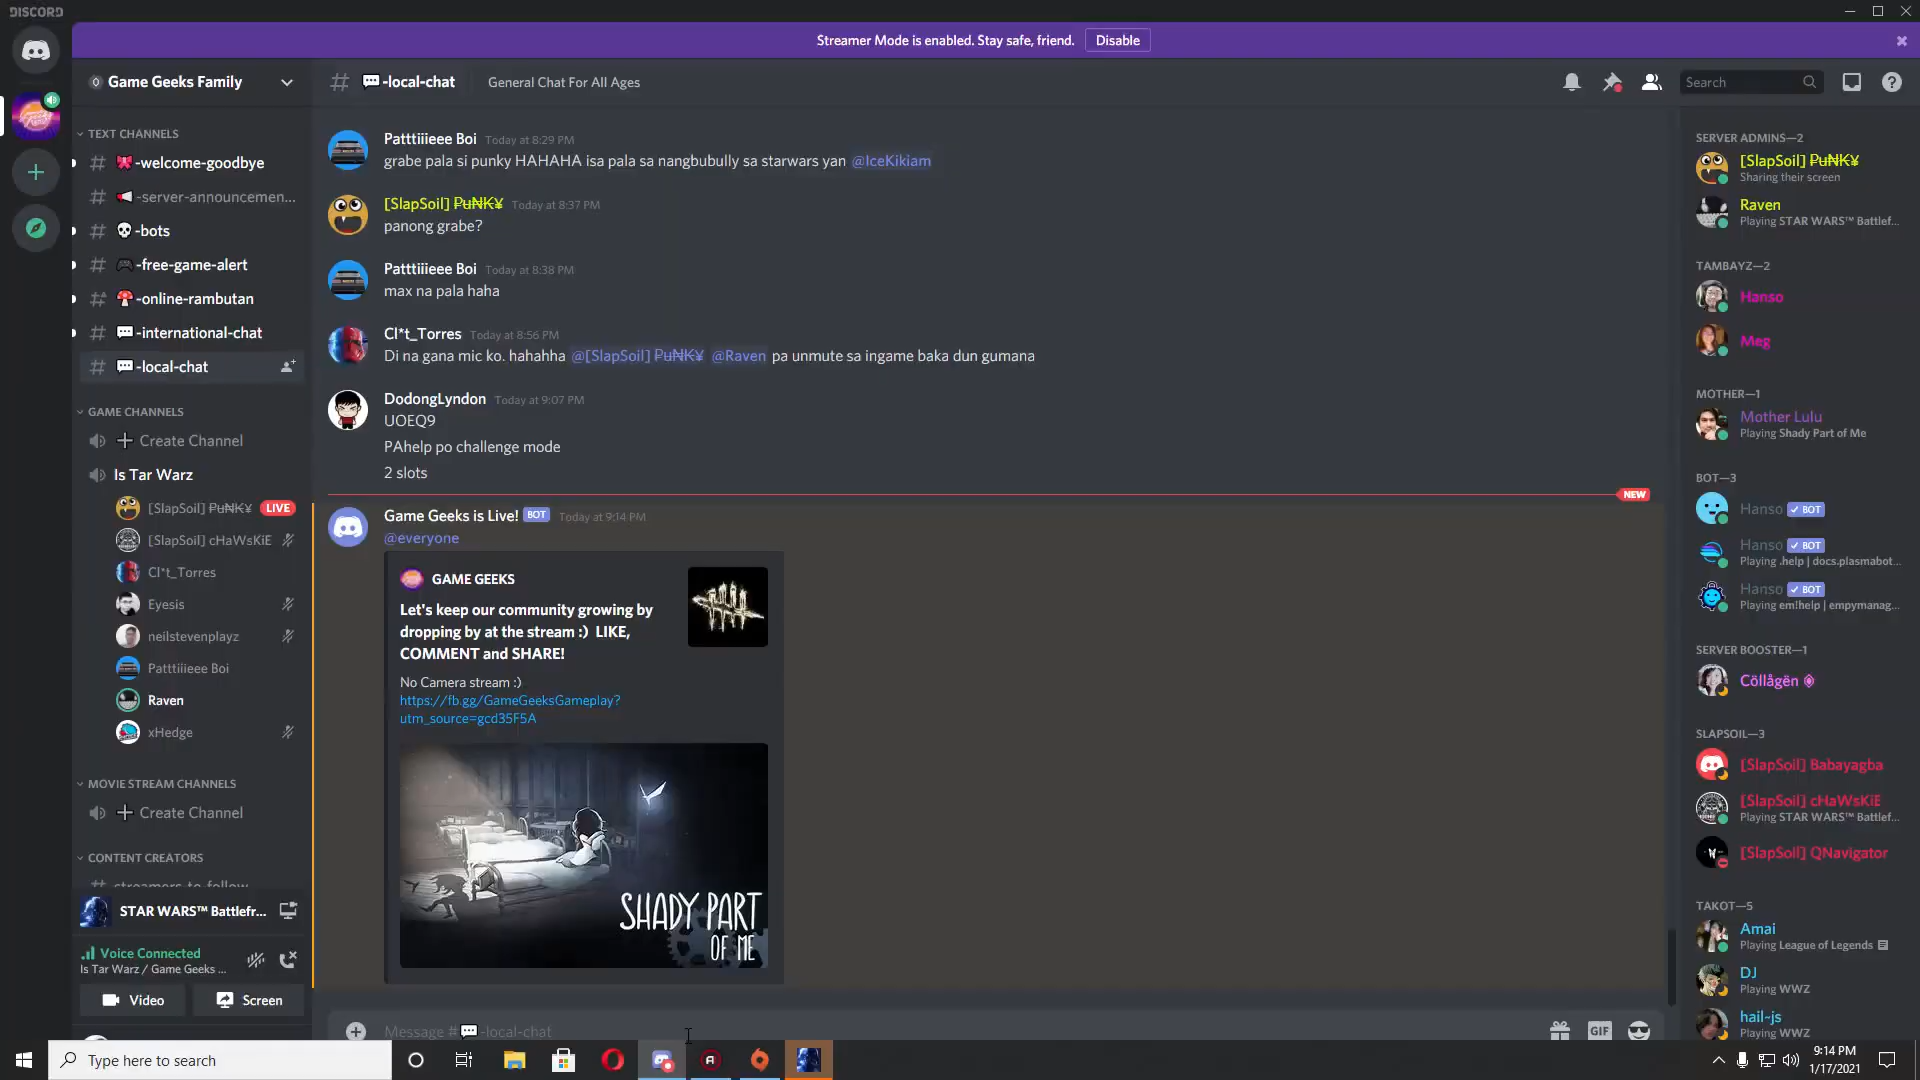 DISCORD
Streamer Mode is enabled. Stay safe, friend. Disable
Game Geeks Family
-local-chat General Chat For All Ages
Search
TEXT CHANNELS
-welcome-goodbye
-server-announcemen...
-bots
-free-game-alert
-online-rambutan
-international-chat
-local-chat
GAME CHANNELS
Create Channel
Is Tar Warz
[SlapSoil] ₱u₦₭¥ LIVE
[SlapSoil] cHaWsKiE
Cl*t_Torres
Eyesis
neilstevenplayz
Patttiiieee Boi
Raven
xHedge
MOVIE STREAM CHANNELS
Create Channel
CONTENT CREATORS
streamers-to-follow
STAR WARS™ Battlefr...
Voice Connected
Is Tar Warz / Game Geeks ...
Video Screen
Patttiiieee Boi Today at 8:29 PM
grabe pala si punky HAHAHA isa pala sa nangbubully sa starwars yan @IceKikiam
[SlapSoil] ₱u₦₭¥ Today at 8:37 PM
panong grabe?
Patttiiieee Boi Today at 8:38 PM
max na pala haha
Cl*t_Torres Today at 8:56 PM
Di na gana mic ko. hahahha @[SlapSoil] ₱u₦₭¥ @Raven pa unmute sa ingame baka dun gumana
DodongLyndon Today at 9:07 PM
UOEQ9
PAhelp po challenge mode
2 slots
NEW
Game Geeks is Live! BOT Today at 9:14 PM
@everyone
GAME GEEKS
Let's keep our community growing by
dropping by at the stream :) LIKE,
COMMENT and SHARE!
No Camera stream :)
https://fb.gg/GameGeeksGameplay?
utm_source=gcd35F5A
SHADY PART
OF ME
Message #-local-chat
GIF
SERVER ADMINS—2
[SlapSoil] ₱u₦₭¥
Sharing their screen
Raven
Playing STAR WARS™ Battlef...
TAMBAYZ—2
Hanso
Meg
MOTHER—1
Mother Lulu
Playing Shady Part of Me
BOT—3
Hanso BOT
Hanso BOT
Playing .help | docs.plasmabot...
Hanso BOT
Playing em!help | empymanag...
SERVER BOOSTER—1
Cöllågën
SLAPSOIL—3
[SlapSoil] Babayagba
[SlapSoil] cHaWsKiE
Playing STAR WARS™ Battlef...
[SlapSoil] QNavigator
TAKOT—5
Amai
Playing League of Legends
DJ
Playing WWZ
hail-js
Playing WWZ
Type here to search
9:14 PM
1/17/2021